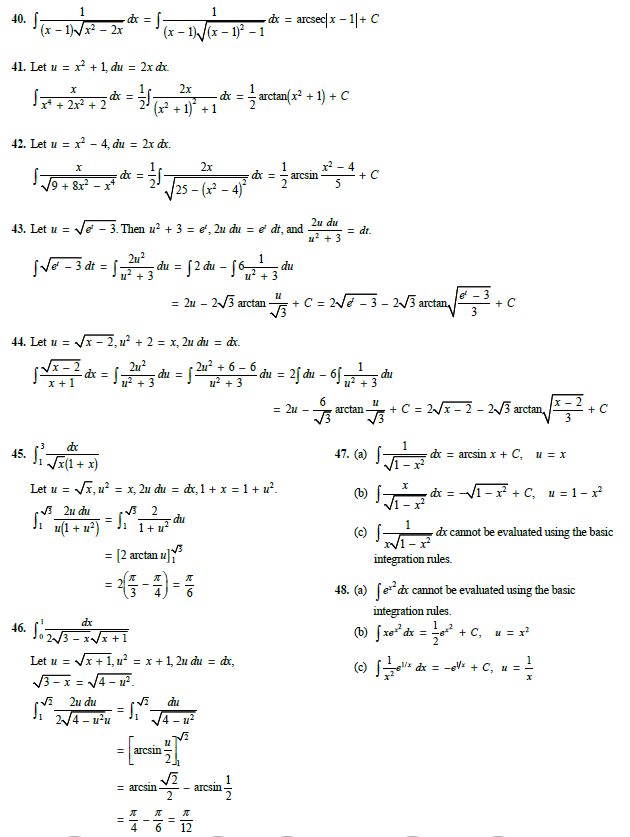 40. ∫ 1/((x − 1)√(x² − 2x)) dx = ∫ 1/((x − 1)√((x − 1)² − 1)) dx = arcsec|x − 1| + C
41. Let u = x² + 1, du = 2x dx.
∫ x/(x⁴ + 2x² + 2) dx = 1/2 ∫ 2x/((x² + 1)² + 1) dx = 1/2 arctan(x² + 1) + C
42. Let u = x² − 4, du = 2x dx.
∫ x/√(9 + 8x² − x⁴) dx = 1/2 ∫ 2x/√(25 − (x² − 4)²) dx = 1/2 arcsin (x² − 4)/5 + C
43. Let u = √(eᵗ − 3). Then u² + 3 = eᵗ, 2u du = eᵗ dt, and 2u du/(u² + 3) = dt.
∫√(eᵗ − 3) dt = ∫ 2u²/(u² + 3) du = ∫2 du − ∫6 1/(u² + 3) du
= 2u − 2√3 arctan u/√3 + C = 2√(eᵗ − 3) − 2√3 arctan√((eᵗ − 3)/3) + C
44. Let u = √(x − 2), u² + 2 = x, 2u du = dx.
∫ √(x − 2)/(x + 1) dx = ∫ 2u²/(u² + 3) du = ∫ (2u² + 6 − 6)/(u² + 3) du = 2∫ du − 6∫ 1/(u² + 3) du
= 2u − 6/√3 arctan u/√3 + C = 2√(x − 2) − 2√3 arctan√((x − 2)/3) + C
45. ∫₁³ dx/(√x(1 + x))
Let u = √x, u² = x, 2u du = dx, 1 + x = 1 + u².
∫₁^√3 2u du/(u(1 + u²)) = ∫₁^√3 2/(1 + u²) du
= [2 arctan u]₁^√3
= 2(π/3 − π/4) = π/6
46. ∫₀¹ dx/(2√(3 − x)√(x + 1))
Let u = √(x + 1), u² = x + 1, 2u du = dx,
√(3 − x) = √(4 − u²).
∫₁^√2 2u du/(2√(4 − u²)u) = ∫₁^√2 du/√(4 − u²)
= [arcsin u/2]₁^√2
= arcsin √2/2 − arcsin 1/2
= π/4 − π/6 = π/12
47. (a) ∫ 1/√(1 − x²) dx = arcsin x + C, u = x
(b) ∫ x/√(1 − x²) dx = −√(1 − x²) + C, u = 1 − x²
(c) ∫ 1/(x√(1 − x²)) dx cannot be evaluated using the basic
integration rules.
48. (a) ∫e^(x²) dx cannot be evaluated using the basic
integration rules.
(b) ∫xe^(x²) dx = 1/2 e^(x²) + C, u = x²
(c) ∫ 1/x² e^(1/x) dx = −e^(1/x) + C, u = 1/x